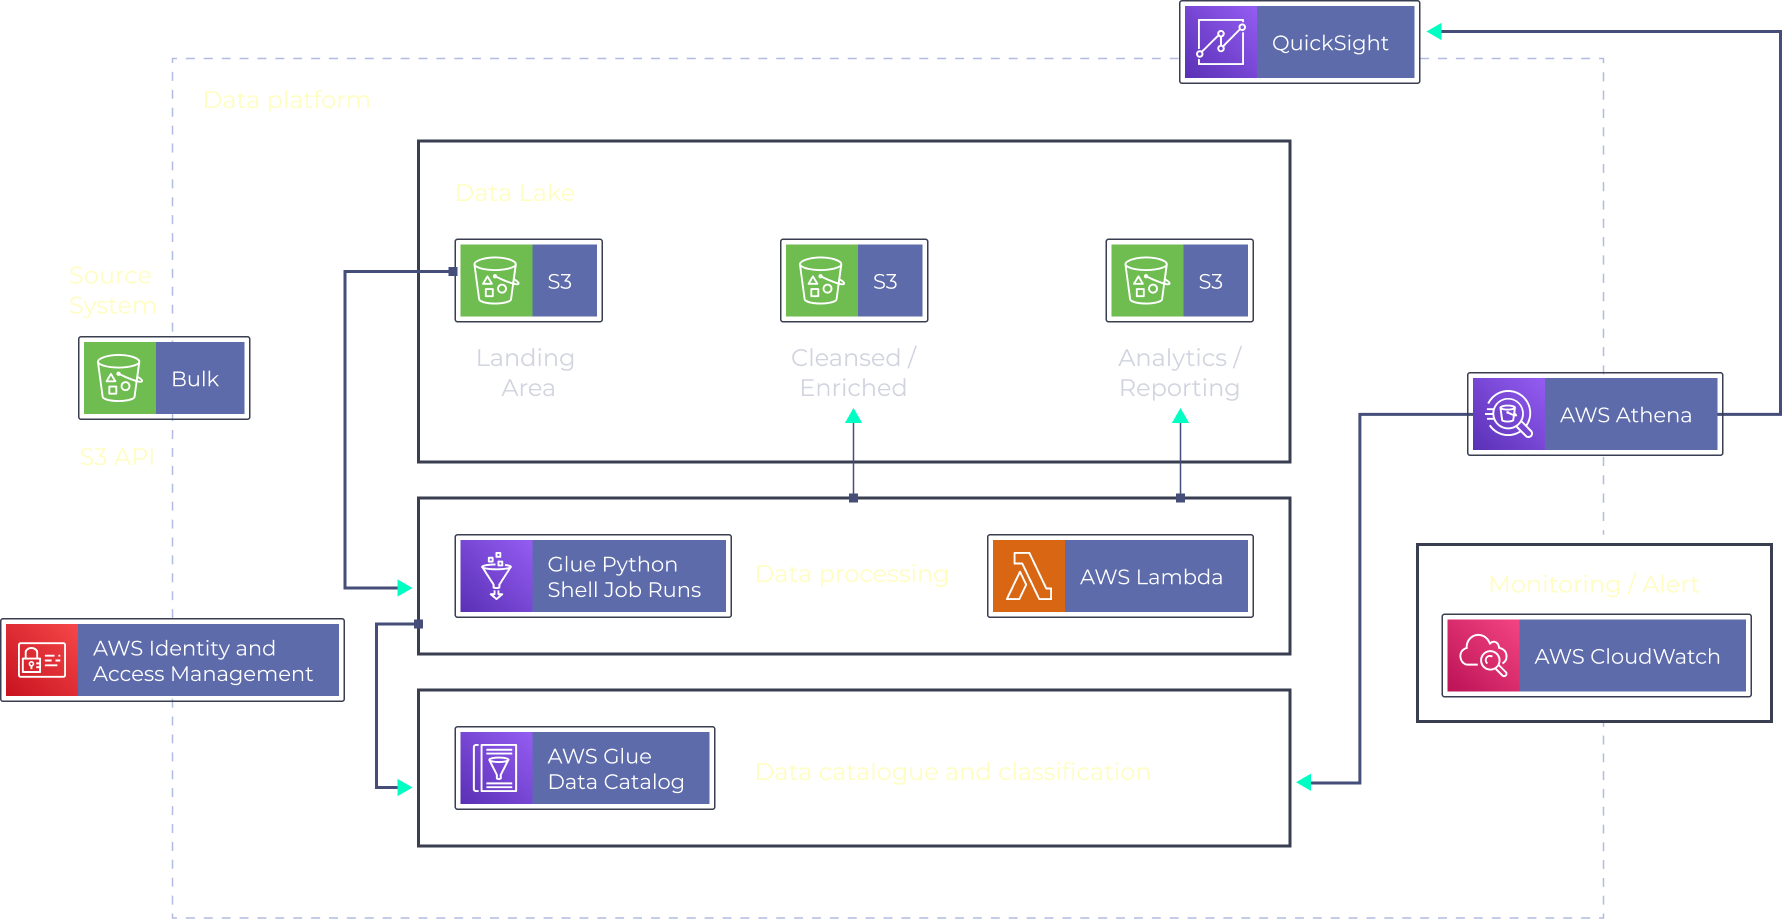 QuickSight
Data platform
Data Lake
Source
System
S3
S3
S3
Landing
Area
Cleansed /
Enriched
Analytics /
Reporting
Bulk
S3 API
AWS Athena
Glue Python
Shell Job Runs
Data processing
AWS Lambda
Monitoring / Alert
AWS CloudWatch
AWS Identity and
Access Management
AWS Glue
Data Catalog
Data catalogue and classification